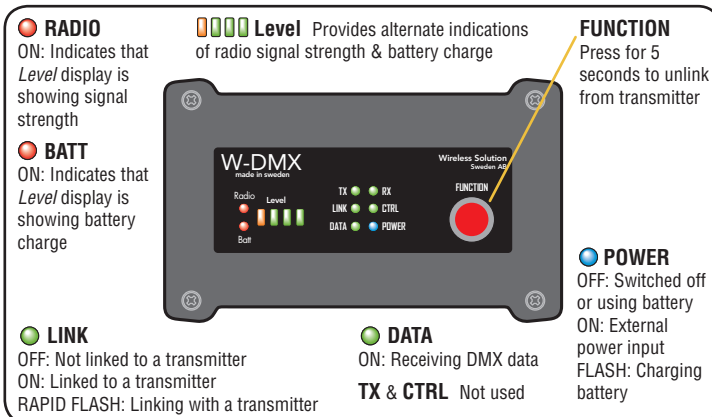 RADIO
ON: Indicates that
Level display is
showing signal
strength
BATT
ON: Indicates that
Level display is
showing battery
charge
Level Provides alternate indications
of radio signal strength & battery charge
FUNCTION
Press for 5
seconds to unlink
from transmitter
W-DMX
made in sweden
Wireless Solution
Sweden AB
Radio
Level
Batt
TX RX
LINK CTRL
DATA POWER
FUNCTION
LINK
OFF: Not linked to a transmitter
ON: Linked to a transmitter
RAPID FLASH: Linking with a transmitter
DATA
ON: Receiving DMX data
TX & CTRL Not used
POWER
OFF: Switched off
or using battery
ON: External
power input
FLASH: Charging
battery